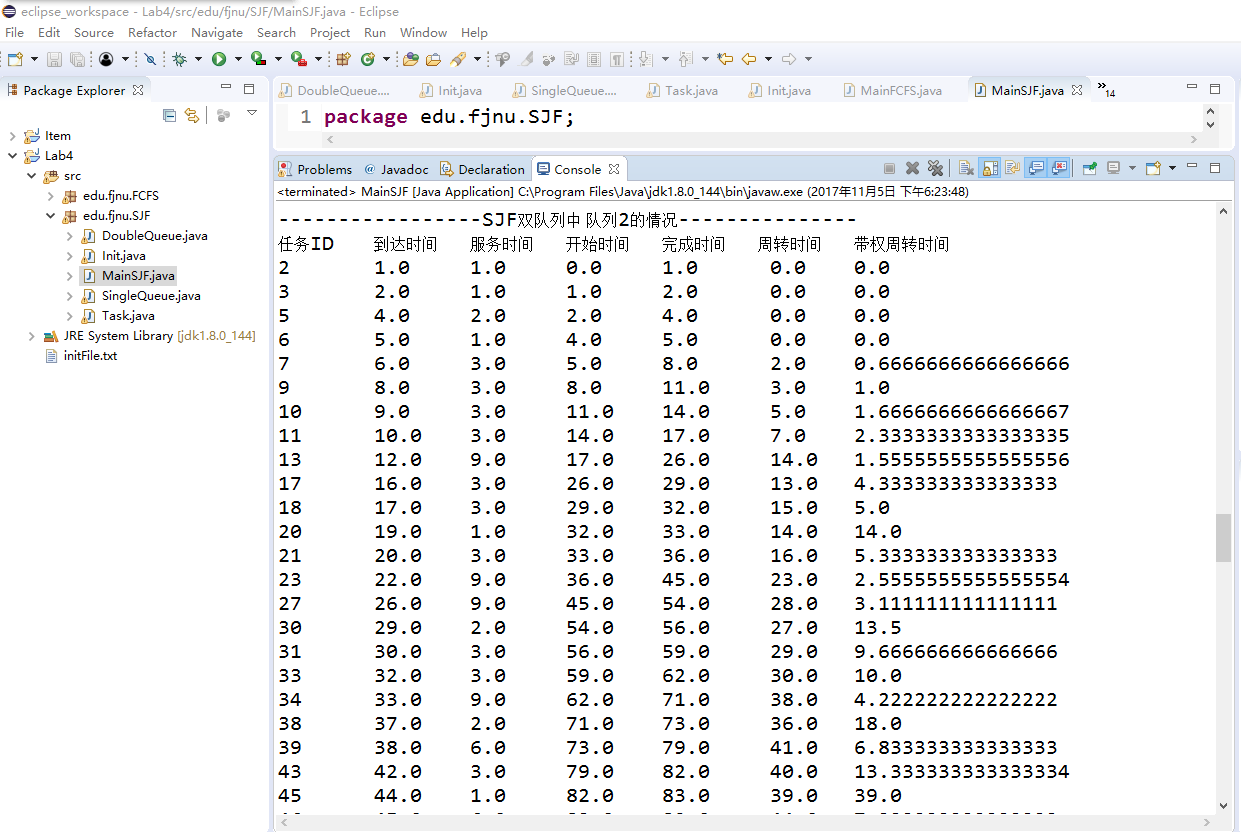 eclipse_workspace - Lab4/src/edu/fjnu/SJF/MainSJF.java - Eclipse
File Edit Source Refactor Navigate Search Project Run Window Help
Package Explorer
Item
Lab4
src
edu.fjnu.FCFS
edu.fjnu.SJF
DoubleQueue.java
Init.java
MainSJF.java
SingleQueue.java
Task.java
JRE System Library [jdk1.8.0_144]
initFile.txt
DoubleQueue.... Init.java SingleQueue.... Task.java Init.java MainFCFS.java MainSJF.java »14
1 package edu.fjnu.SJF;
Problems @ Javadoc Declaration Console
<terminated> MainSJF [Java Application] C:\Program Files\Java\jdk1.8.0_144\bin\javaw.exe (2017年11月5日 下午6:23:48)
-----------------SJF双队列中 队列2的情况---------------
任务ID 到达时间 服务时间 开始时间 完成时间 周转时间 带权周转时间
2 1.0 1.0 0.0 1.0 0.0 0.0
3 2.0 1.0 1.0 2.0 0.0 0.0
5 4.0 2.0 2.0 4.0 0.0 0.0
6 5.0 1.0 4.0 5.0 0.0 0.0
7 6.0 3.0 5.0 8.0 2.0 0.6666666666666666
9 8.0 3.0 8.0 11.0 3.0 1.0
10 9.0 3.0 11.0 14.0 5.0 1.6666666666666667
11 10.0 3.0 14.0 17.0 7.0 2.3333333333333335
13 12.0 9.0 17.0 26.0 14.0 1.5555555555555556
17 16.0 3.0 26.0 29.0 13.0 4.333333333333333
18 17.0 3.0 29.0 32.0 15.0 5.0
20 19.0 1.0 32.0 33.0 14.0 14.0
21 20.0 3.0 33.0 36.0 16.0 5.333333333333333
23 22.0 9.0 36.0 45.0 23.0 2.5555555555555554
27 26.0 9.0 45.0 54.0 28.0 3.111111111111111
30 29.0 2.0 54.0 56.0 27.0 13.5
31 30.0 3.0 56.0 59.0 29.0 9.666666666666666
33 32.0 3.0 59.0 62.0 30.0 10.0
34 33.0 9.0 62.0 71.0 38.0 4.222222222222222
38 37.0 2.0 71.0 73.0 36.0 18.0
39 38.0 6.0 73.0 79.0 41.0 6.833333333333333
43 42.0 3.0 79.0 82.0 40.0 13.333333333333334
45 44.0 1.0 82.0 83.0 39.0 39.0